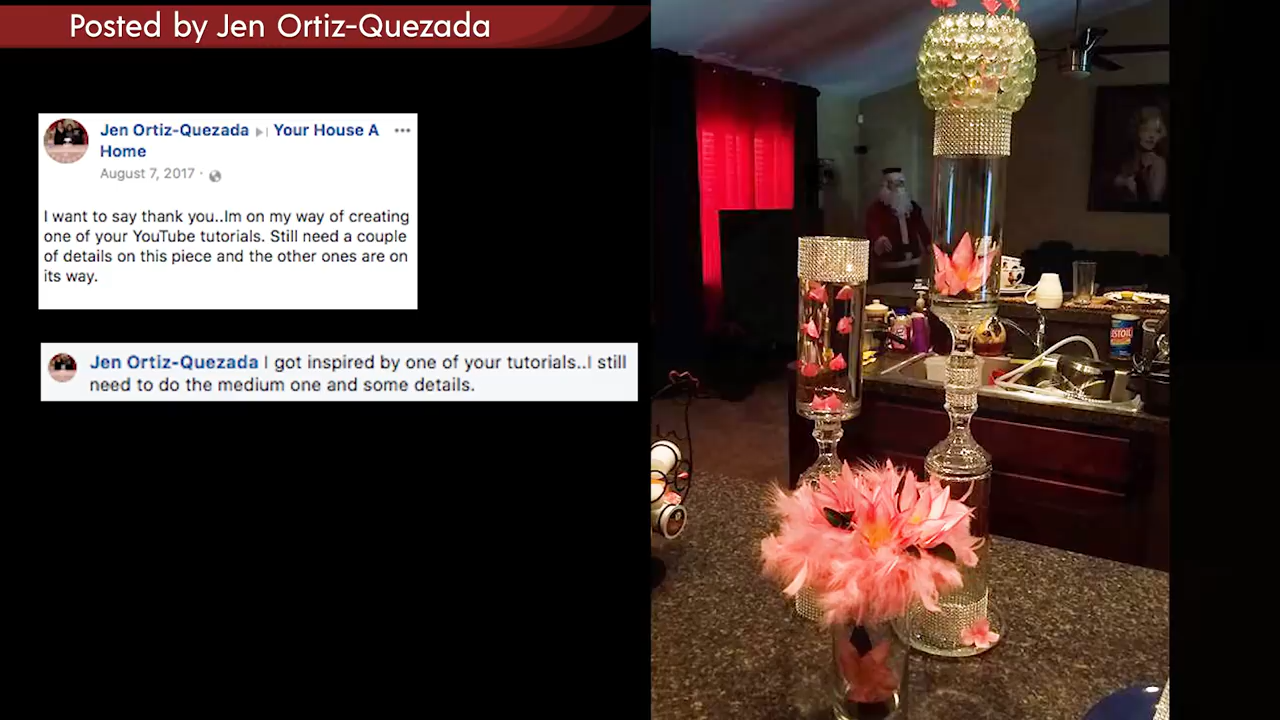 Posted by Jen Ortiz-Quezada
Jen Ortiz-Quezada Your House A
Home
August 7, 2017 ·
I want to say thank you..Im on my way of creating
one of your YouTube tutorials. Still need a couple
of details on this piece and the other ones are on
its way.
Jen Ortiz-Quezada I got inspired by one of your tutorials..I still
need to do the medium one and some details.